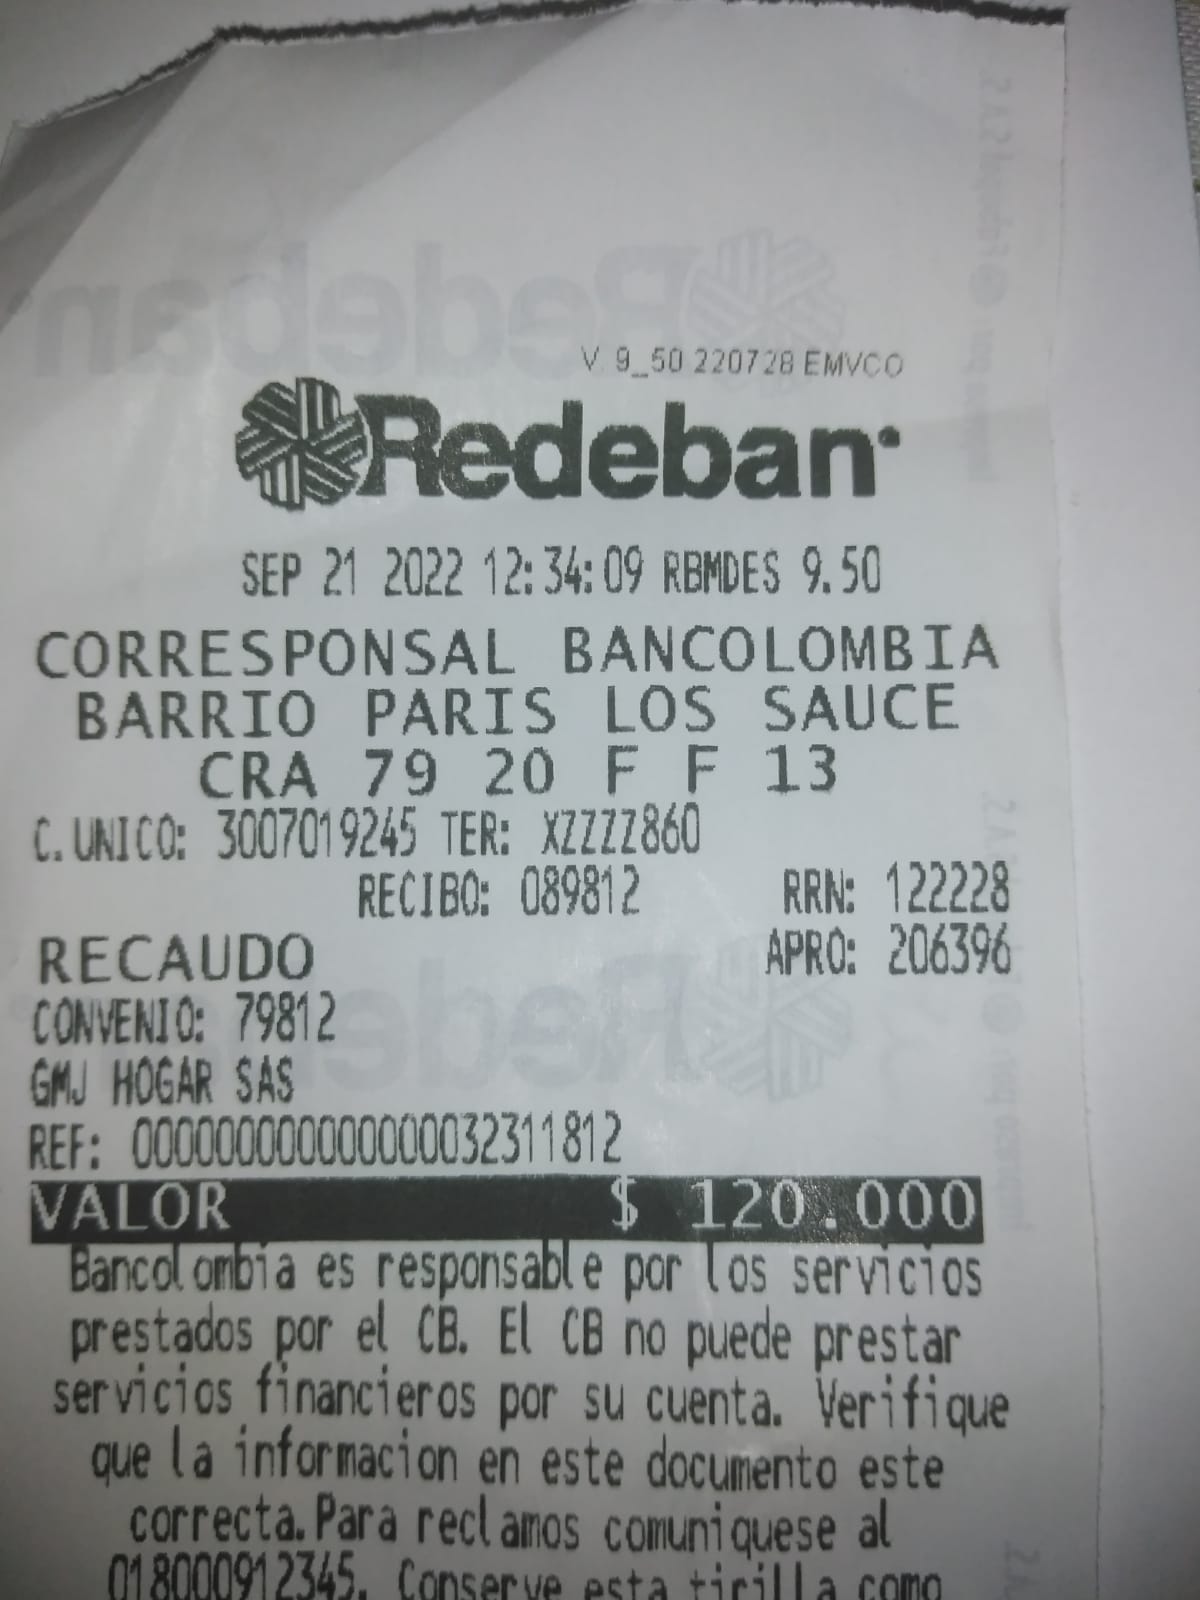 V. 9_50 220728 EMVCO
Redeban
SEP 21 2022 12:34:09 RBMDES 9.50
CORRESPONSAL BANCOLOMBIA
BARRIO PARIS LOS SAUCE
CRA 79 20 F F 13
C.UNICO: 3007019245 TER: XZZZZ860
RECIBO: 089812 RRN: 122228
RECAUDO APRO: 206396
CONVENIO: 79812
GMJ HOGAR SAS
REF: 000000000000000032311812
VALOR $ 120.000
Bancolombia es responsable por los servicios
prestados por el CB. El CB no puede prestar
servicios financieros por su cuenta. Verifique
que la informacion en este documento este
correcta.Para reclamos comuniquese al
018000912345. Conserve esta tirilla como